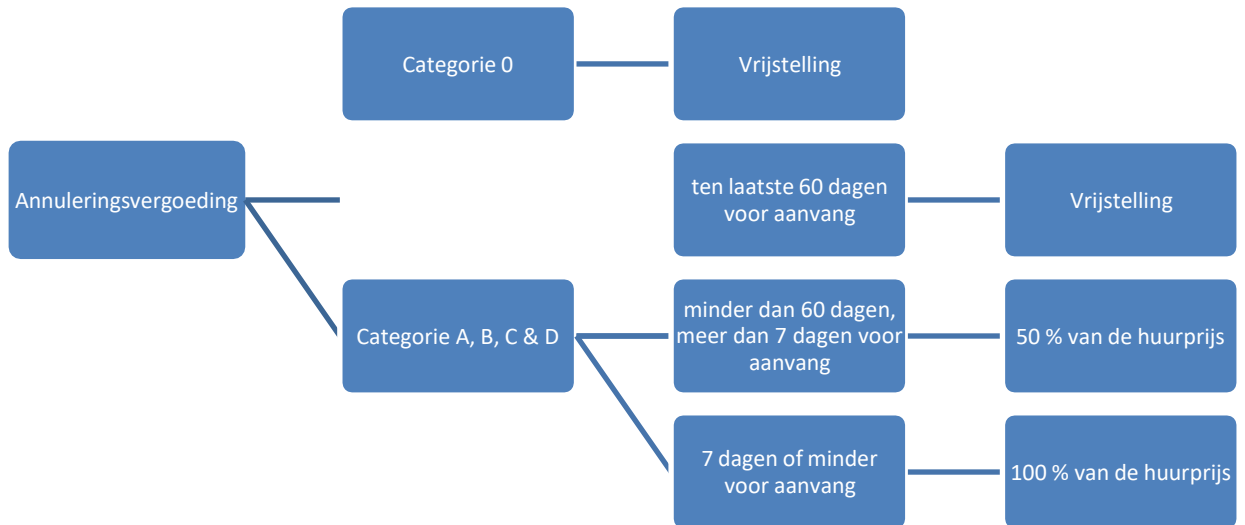 Categorie 0
Vrijstelling
Annuleringsvergoeding
ten laatste 60 dagen
voor aanvang
Vrijstelling
Categorie A, B, C & D
minder dan 60 dagen,
meer dan 7 dagen voor
aanvang
50 % van de huurprijs
7 dagen of minder
voor aanvang
100 % van de huurprijs